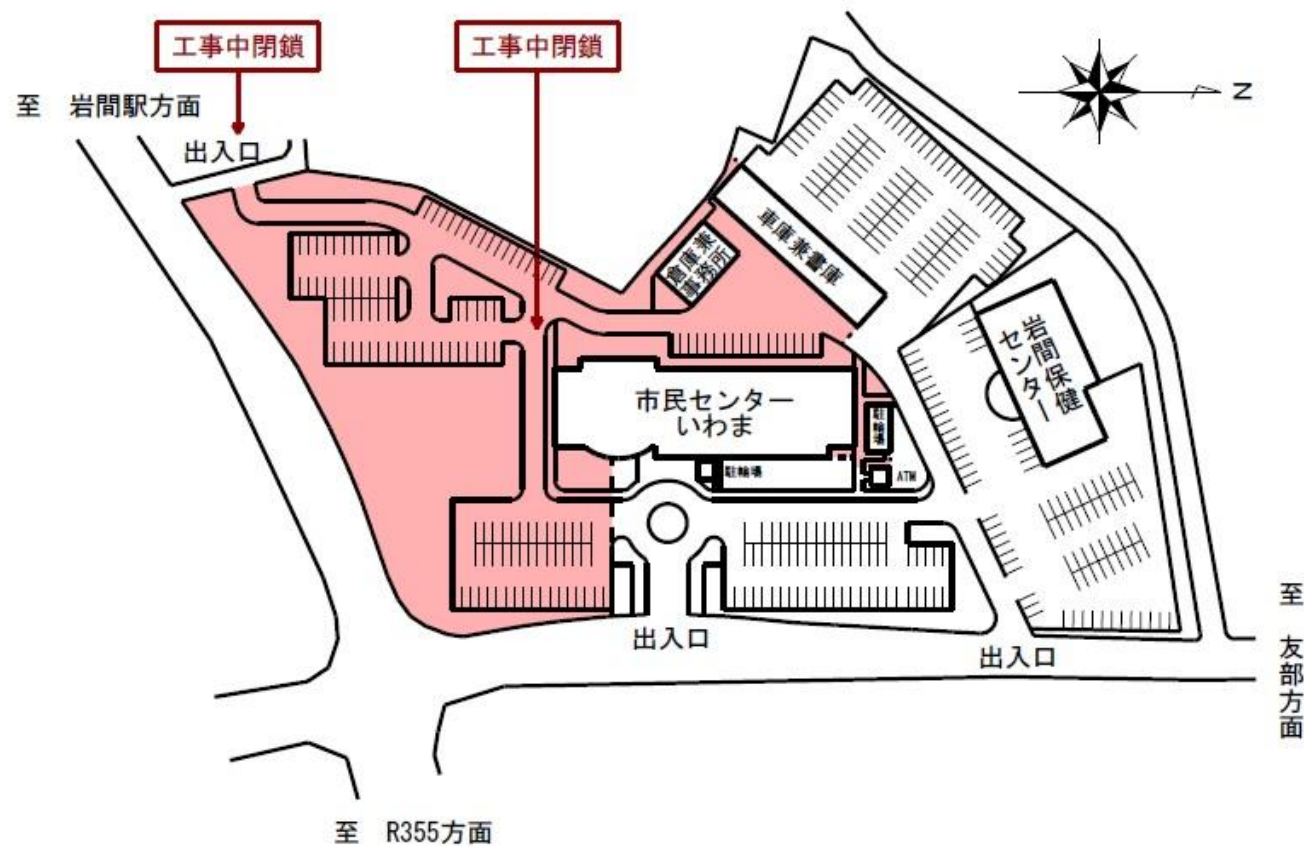 工事中閉鎖
工事中閉鎖
至 岩間駅方面
出入口
N
倉庫兼
事務所
車庫兼書庫
岩間保健
センター
市民センター
いわま
駐輪場
駐輪場
ATM
出入口
出入口
至 友部方面
至 R355方面